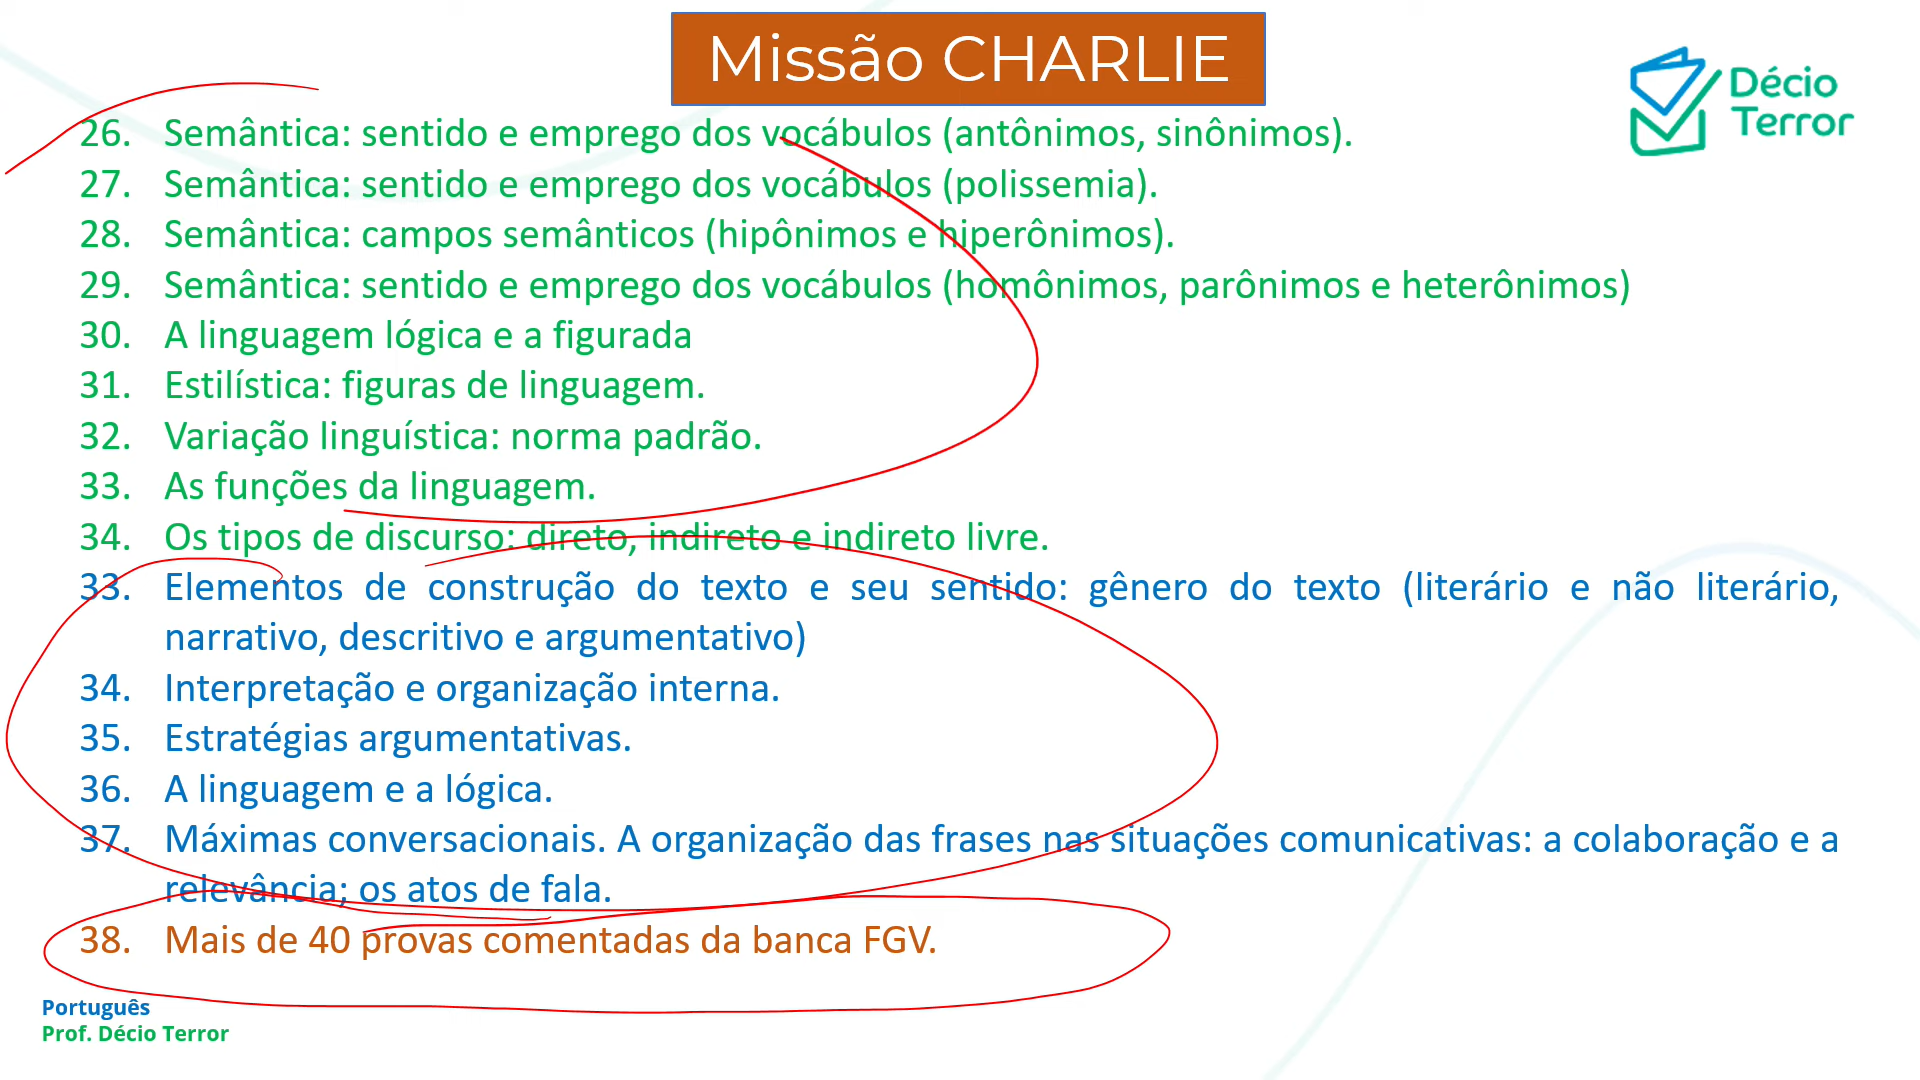 Missão CHARLIE
Décio
Terror
26. Semântica: sentido e emprego dos vocábulos (antônimos, sinônimos).
27. Semântica: sentido e emprego dos vocábulos (polissemia).
28. Semântica: campos semânticos (hipônimos e hiperônimos).
29. Semântica: sentido e emprego dos vocábulos (homônimos, parônimos e heterônimos)
30. A linguagem lógica e a figurada
31. Estilística: figuras de linguagem.
32. Variação linguística: norma padrão.
33. As funções da linguagem.
34. Os tipos de discurso: direto, indireto e indireto livre.
33. Elementos de construção do texto e seu sentido: gênero do texto (literário e não literário,
narrativo, descritivo e argumentativo)
34. Interpretação e organização interna.
35. Estratégias argumentativas.
36. A linguagem e a lógica.
37. Máximas conversacionais. A organização das frases nas situações comunicativas: a colaboração e a
relevância; os atos de fala.
38. Mais de 40 provas comentadas da banca FGV.
Português
Prof. Décio Terror